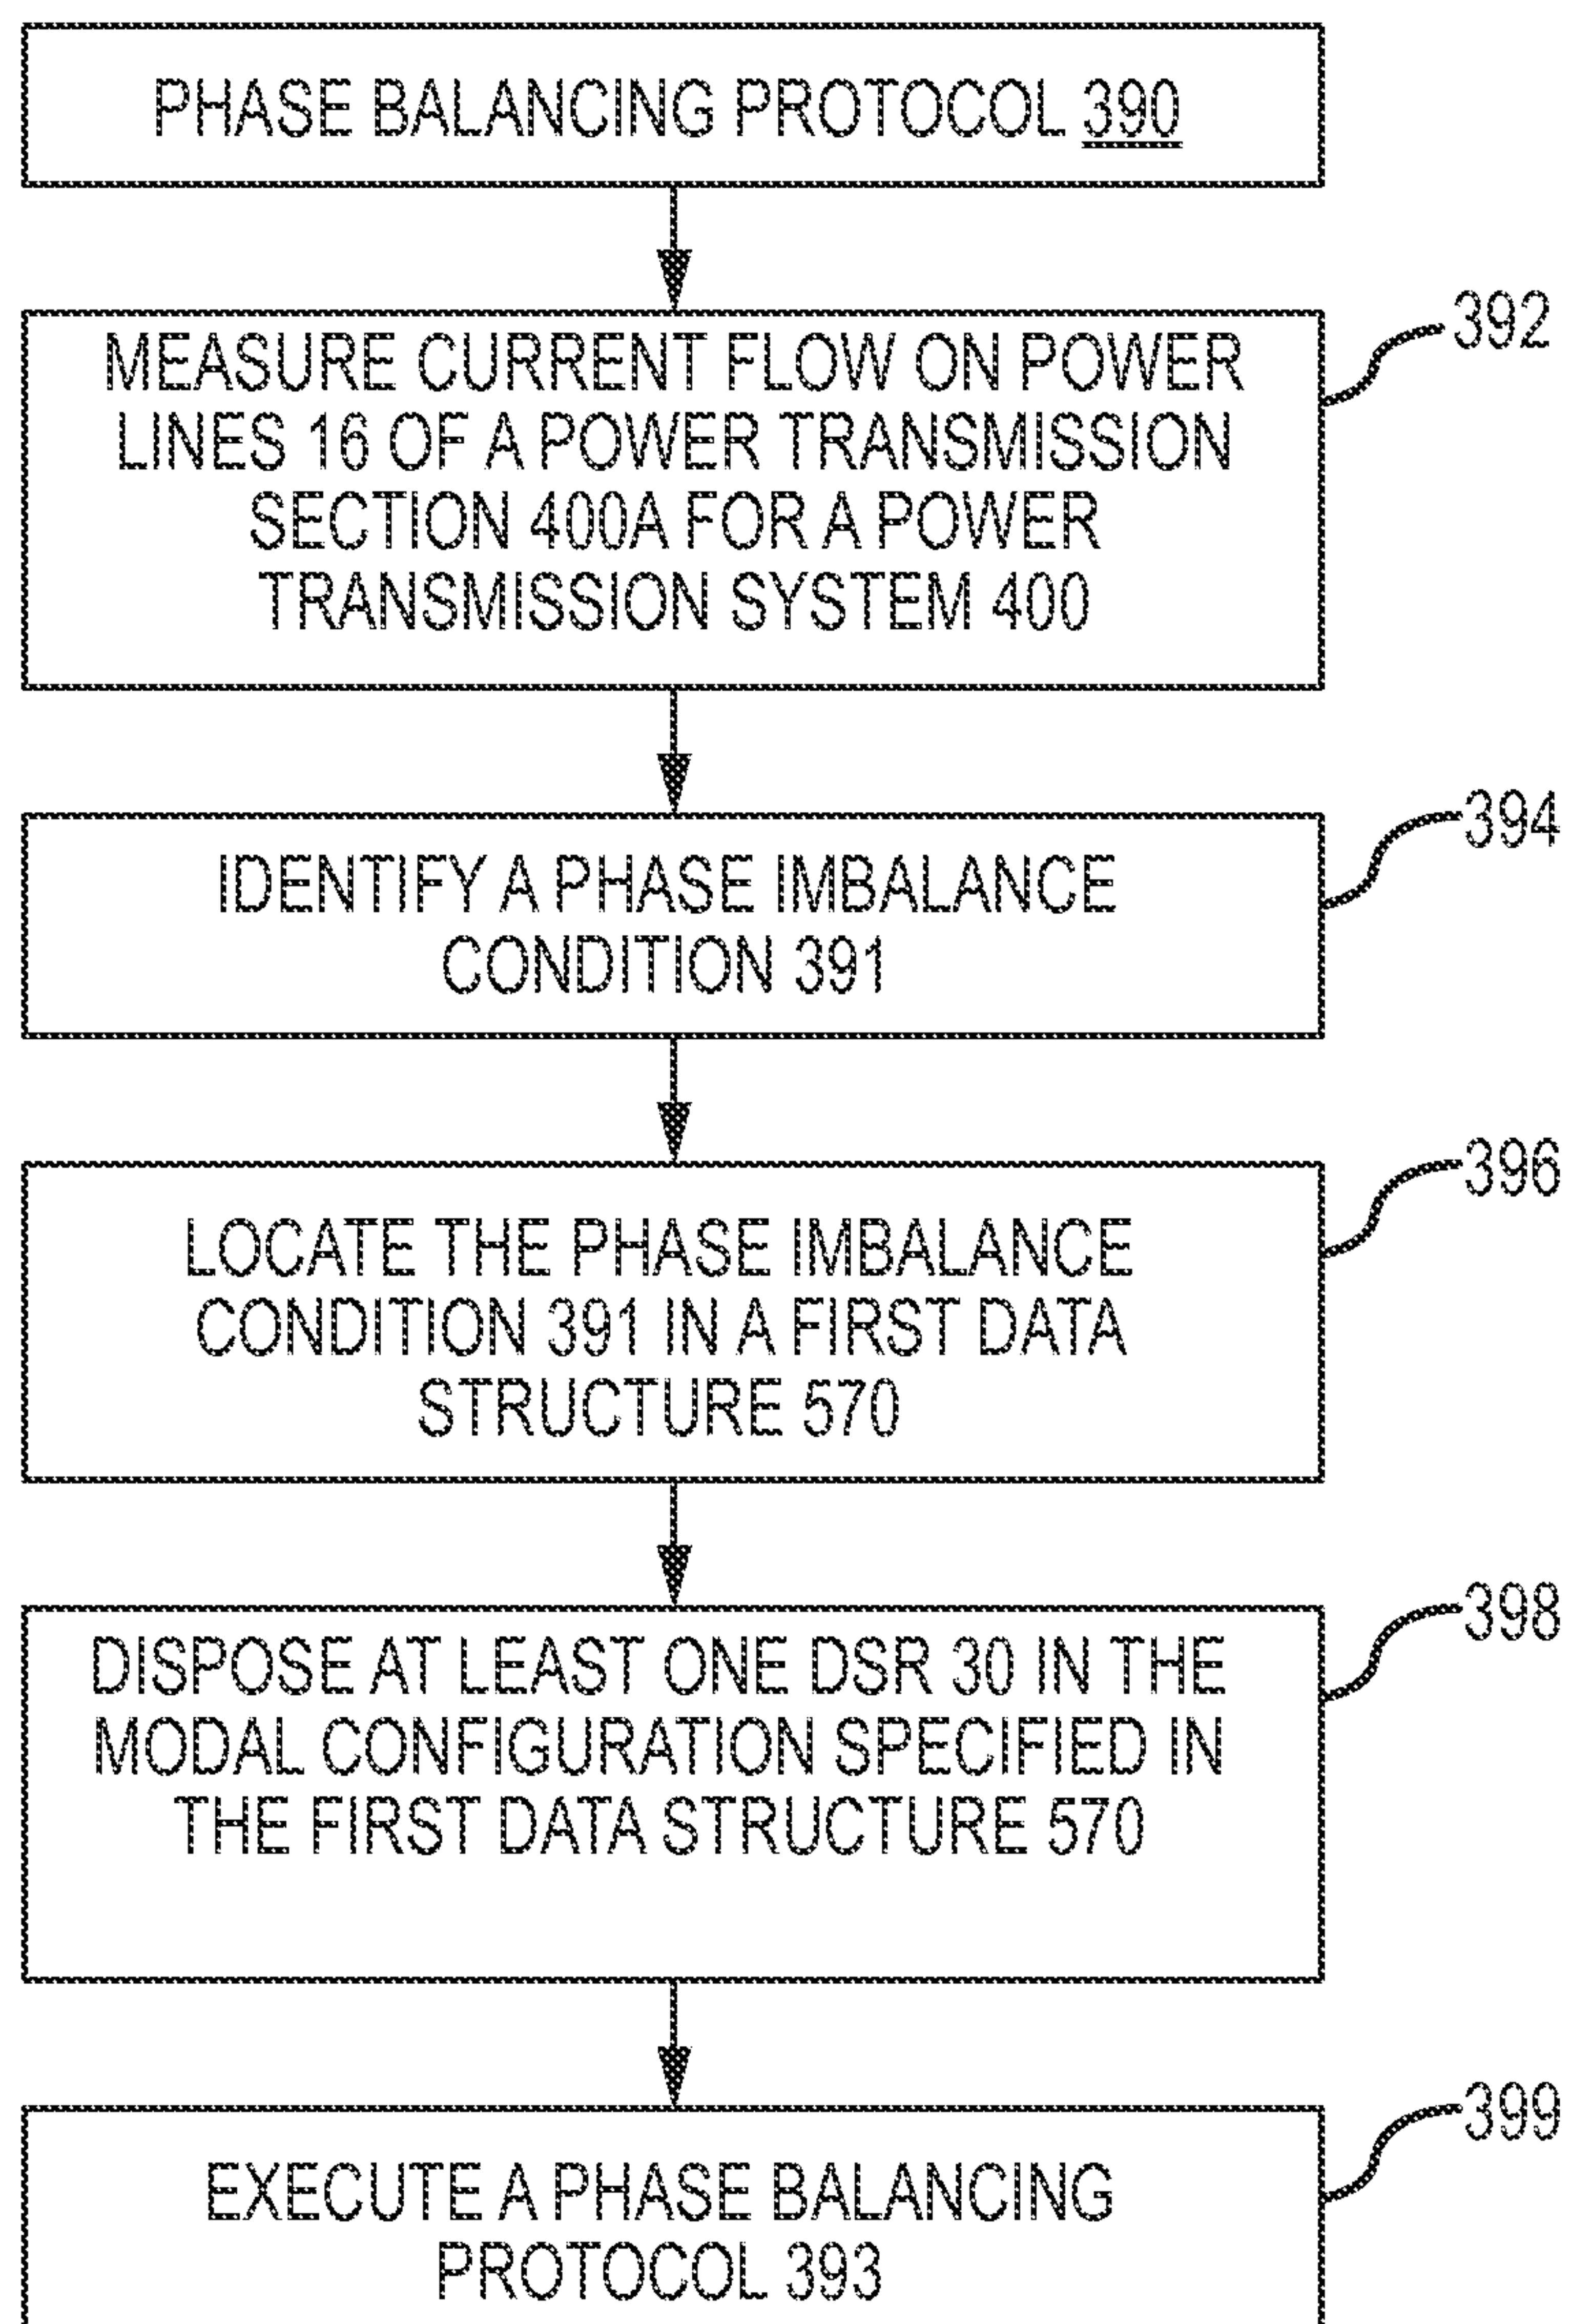 PHASE BALANCING PROTOCOL 390
392
MEASURE CURRENT FLOW ON POWER
LINES 16 OF A POWER TRANSMISSION
SECTION 400A FOR A POWER
TRANSMISSION SYSTEM 400
394
IDENTIFY A PHASE IMBALANCE
CONDITION 391
396
LOCATE THE PHASE IMBALANCE
CONDITION 391 IN A FIRST DATA
STRUCTURE 570
398
DISPOSE AT LEAST ONE DSR 30 IN THE
MODAL CONFIGURATION SPECIFIED IN
THE FIRST DATA STRUCTURE 570
399
EXECUTE A PHASE BALANCING
PROTOCOL 393